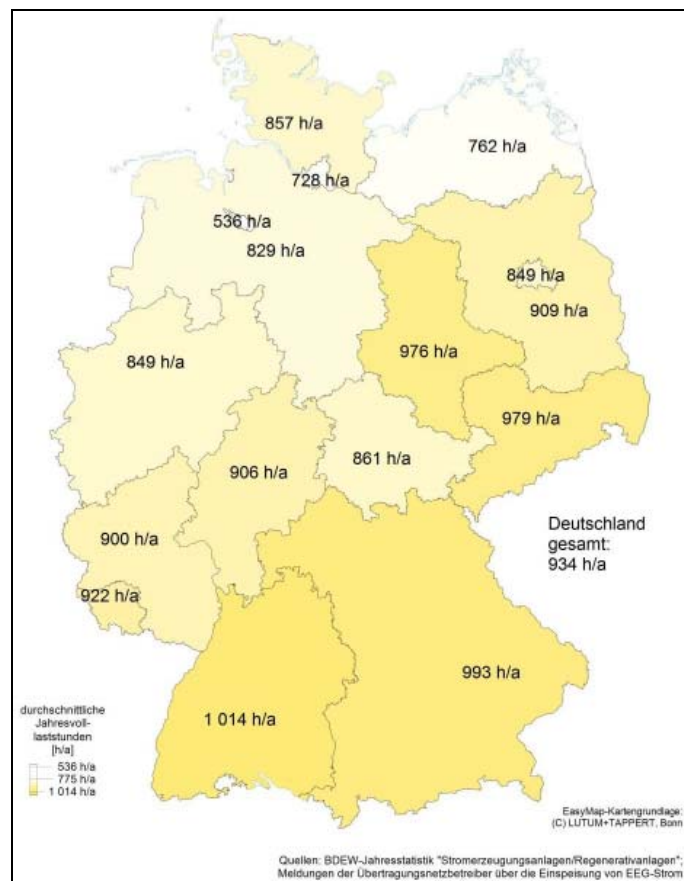 857 h/a
762 h/a
728 h/a
536 h/a
829 h/a
849 h/a
909 h/a
849 h/a
976 h/a
979 h/a
906 h/a
861 h/a
900 h/a
Deutschland
gesamt:
934 h/a
922 h/a
993 h/a
1 014 h/a
durchschnittliche
Jahresvoll-
laststunden
[h/a]
536 h/a
775 h/a
1 014 h/a
EasyMap-Kartengrundlage:
(C) LUTUM+TAPPERT, Bonn
Quellen: BDEW-Jahresstatistik "Stromerzeugungsanlagen/Regenerativanlagen";
Meldungen der Übertragungsnetzbetreiber über die Einspeisung von EEG-Strom